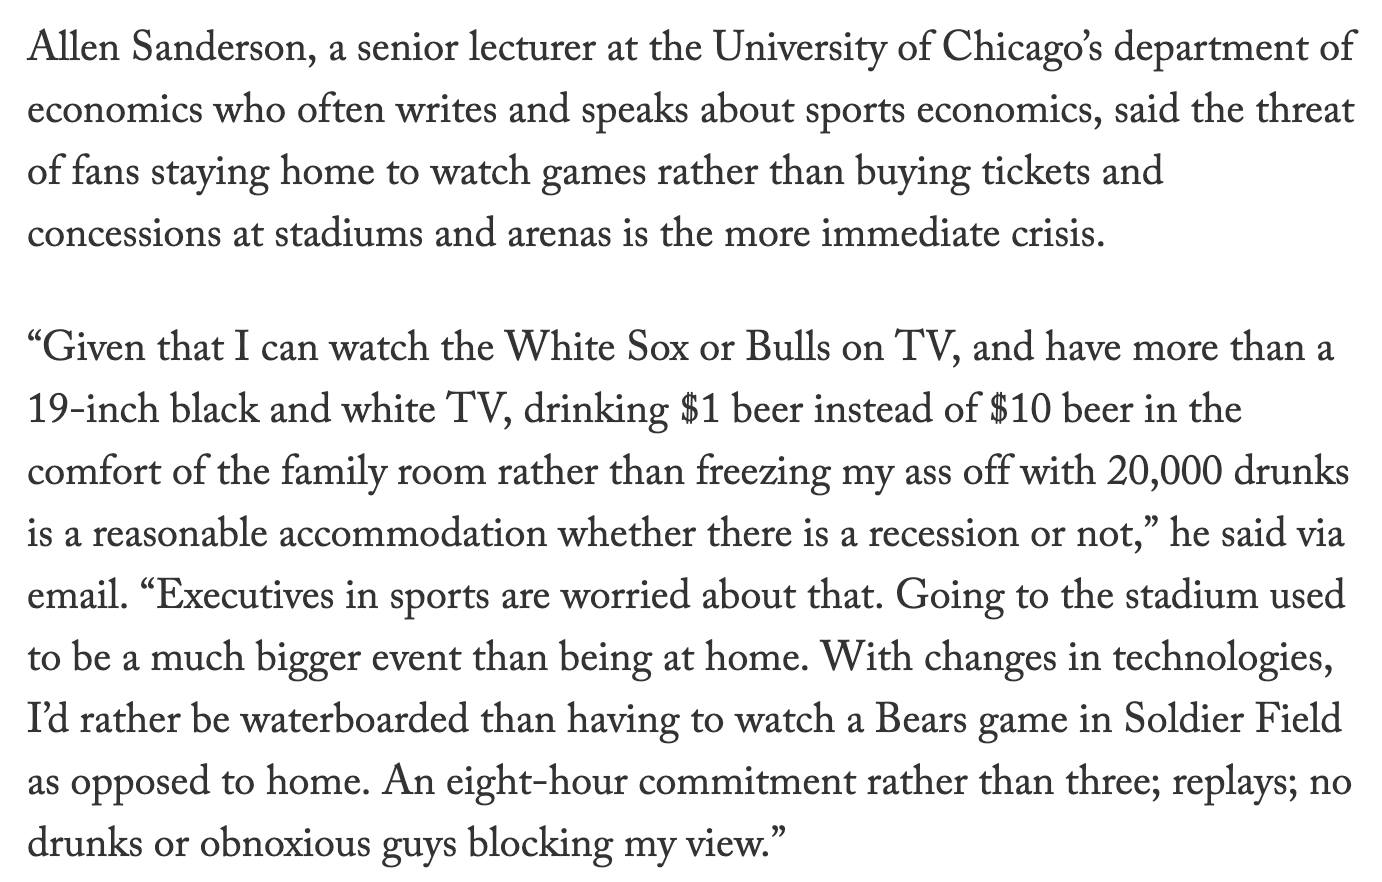 Allen Sanderson, a senior lecturer at the University of Chicago’s department of
economics who often writes and speaks about sports economics, said the threat
of fans staying home to watch games rather than buying tickets and
concessions at stadiums and arenas is the more immediate crisis.
“Given that I can watch the White Sox or Bulls on TV, and have more than a
19-inch black and white TV, drinking $1 beer instead of $10 beer in the
comfort of the family room rather than freezing my ass off with 20,000 drunks
is a reasonable accommodation whether there is a recession or not,” he said via
email. “Executives in sports are worried about that. Going to the stadium used
to be a much bigger event than being at home. With changes in technologies,
I’d rather be waterboarded than having to watch a Bears game in Soldier Field
as opposed to home. An eight-hour commitment rather than three; replays; no
drunks or obnoxious guys blocking my view.”